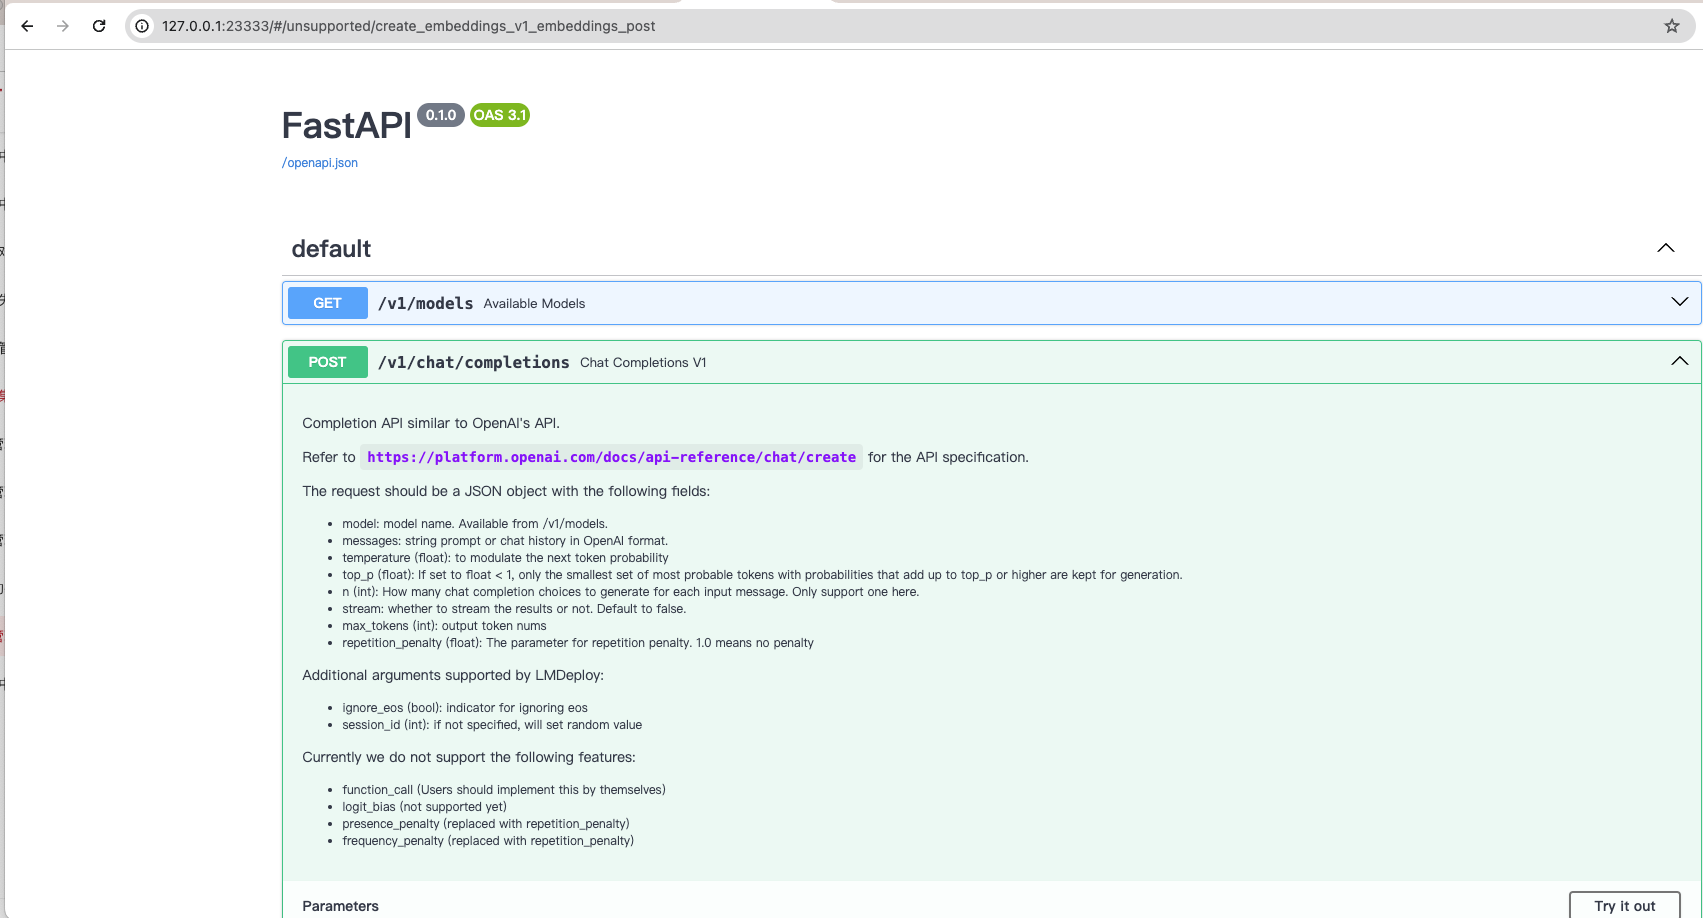 127.0.0.1:23333/#/unsupported/create_embeddings_v1_embeddings_post
FastAPI 0.1.0 OAS 3.1
/openapi.json
default
GET /v1/models Available Models
POST /v1/chat/completions Chat Completions V1
Completion API similar to OpenAI's API.
Refer to https://platform.openai.com/docs/api-reference/chat/create for the API specification.
The request should be a JSON object with the following fields:
• model: model name. Available from /v1/models.
• messages: string prompt or chat history in OpenAI format.
• temperature (float): to modulate the next token probability
• top_p (float): If set to float < 1, only the smallest set of most probable tokens with probabilities that add up to top_p or higher are kept for generation.
• n (int): How many chat completion choices to generate for each input message. Only support one here.
• stream: whether to stream the results or not. Default to false.
• max_tokens (int): output token nums
• repetition_penalty (float): The parameter for repetition penalty. 1.0 means no penalty
Additional arguments supported by LMDeploy:
• ignore_eos (bool): indicator for ignoring eos
• session_id (int): if not specified, will set random value
Currently we do not support the following features:
• function_call (Users should implement this by themselves)
• logit_bias (not supported yet)
• presence_penalty (replaced with repetition_penalty)
• frequency_penalty (replaced with repetition_penalty)
Parameters
Try it out